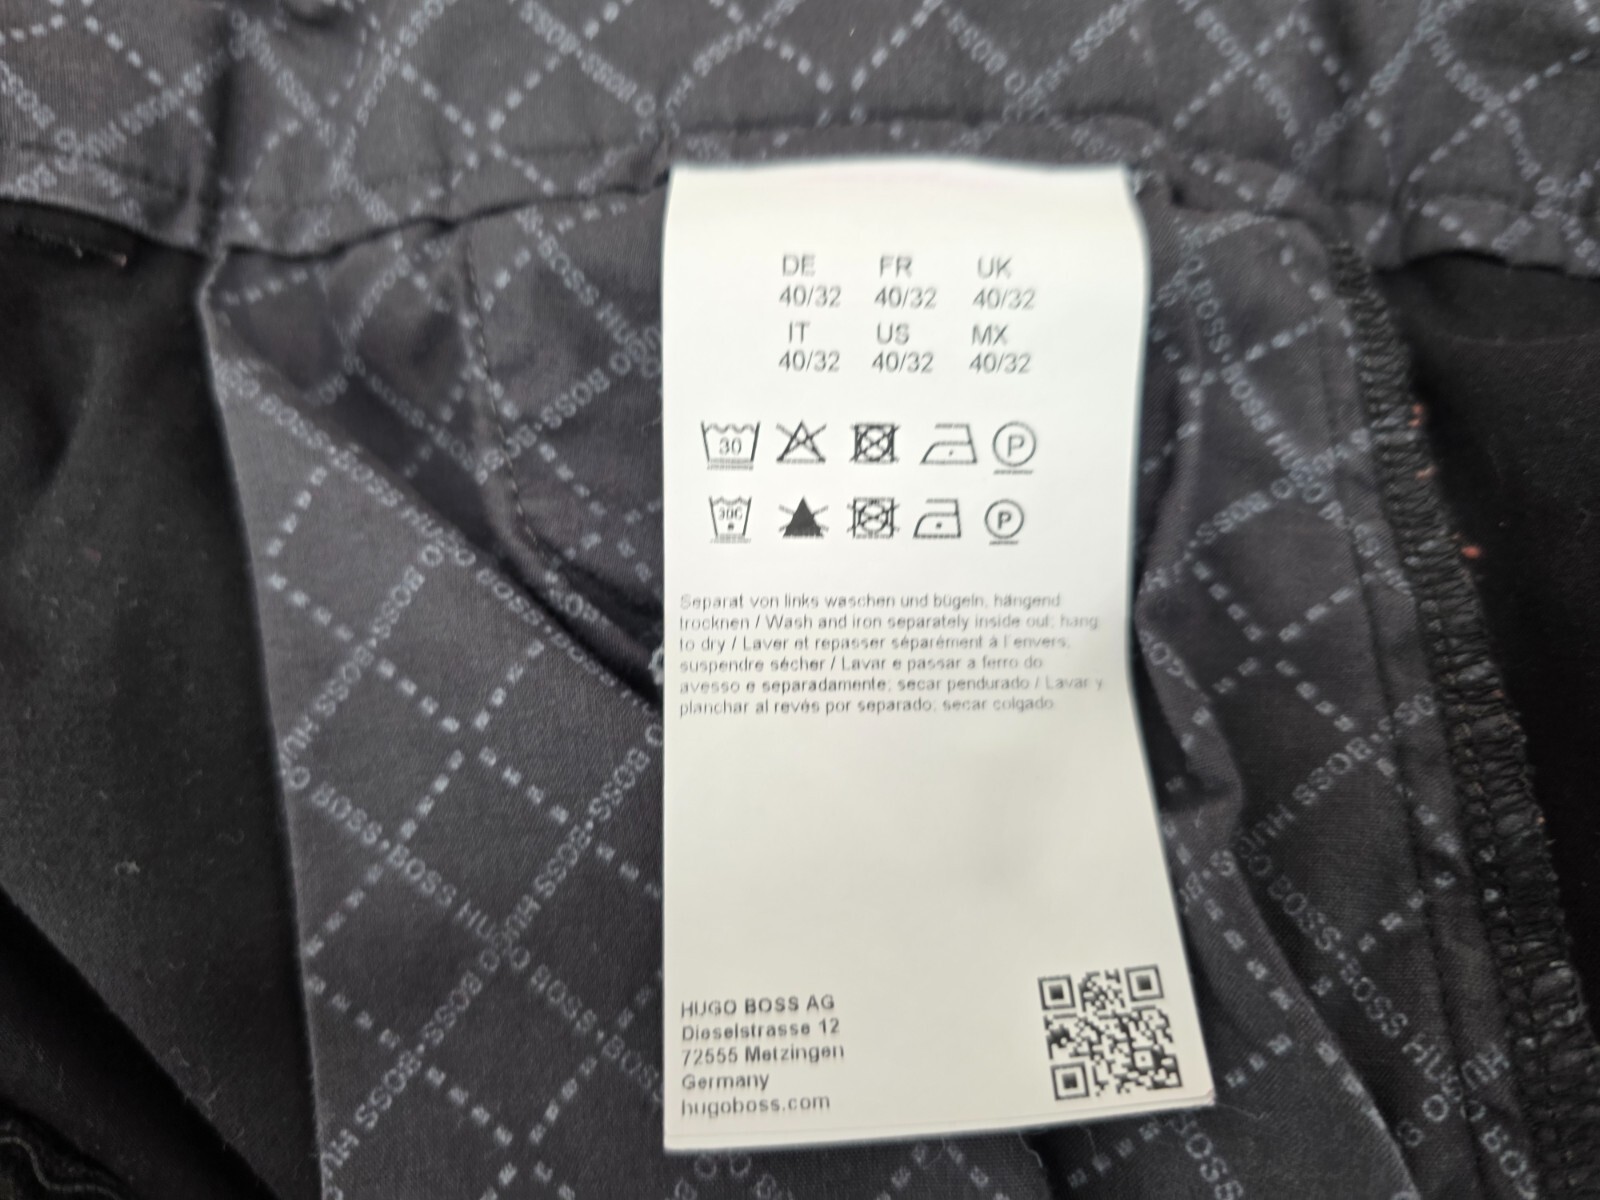 DE FR UK
40/32 40/32 40/32
IT US MX
40/32 40/32 40/32
30 P
30C P
Separat von links waschen und bügeln, hängend
trocknen / Wash and iron separately inside out; hang
to dry / Laver et repasser séparément à l'envers,
suspendre sécher / Lavar e passar a ferro do
avesso e separadamente; secar pendurado / Lavar y
planchar al revés por separado; secar colgado
HUGO BOSS AG
Dieselstrasse 12
72555 Metzingen
Germany
hugoboss.com
HUGO BOSS